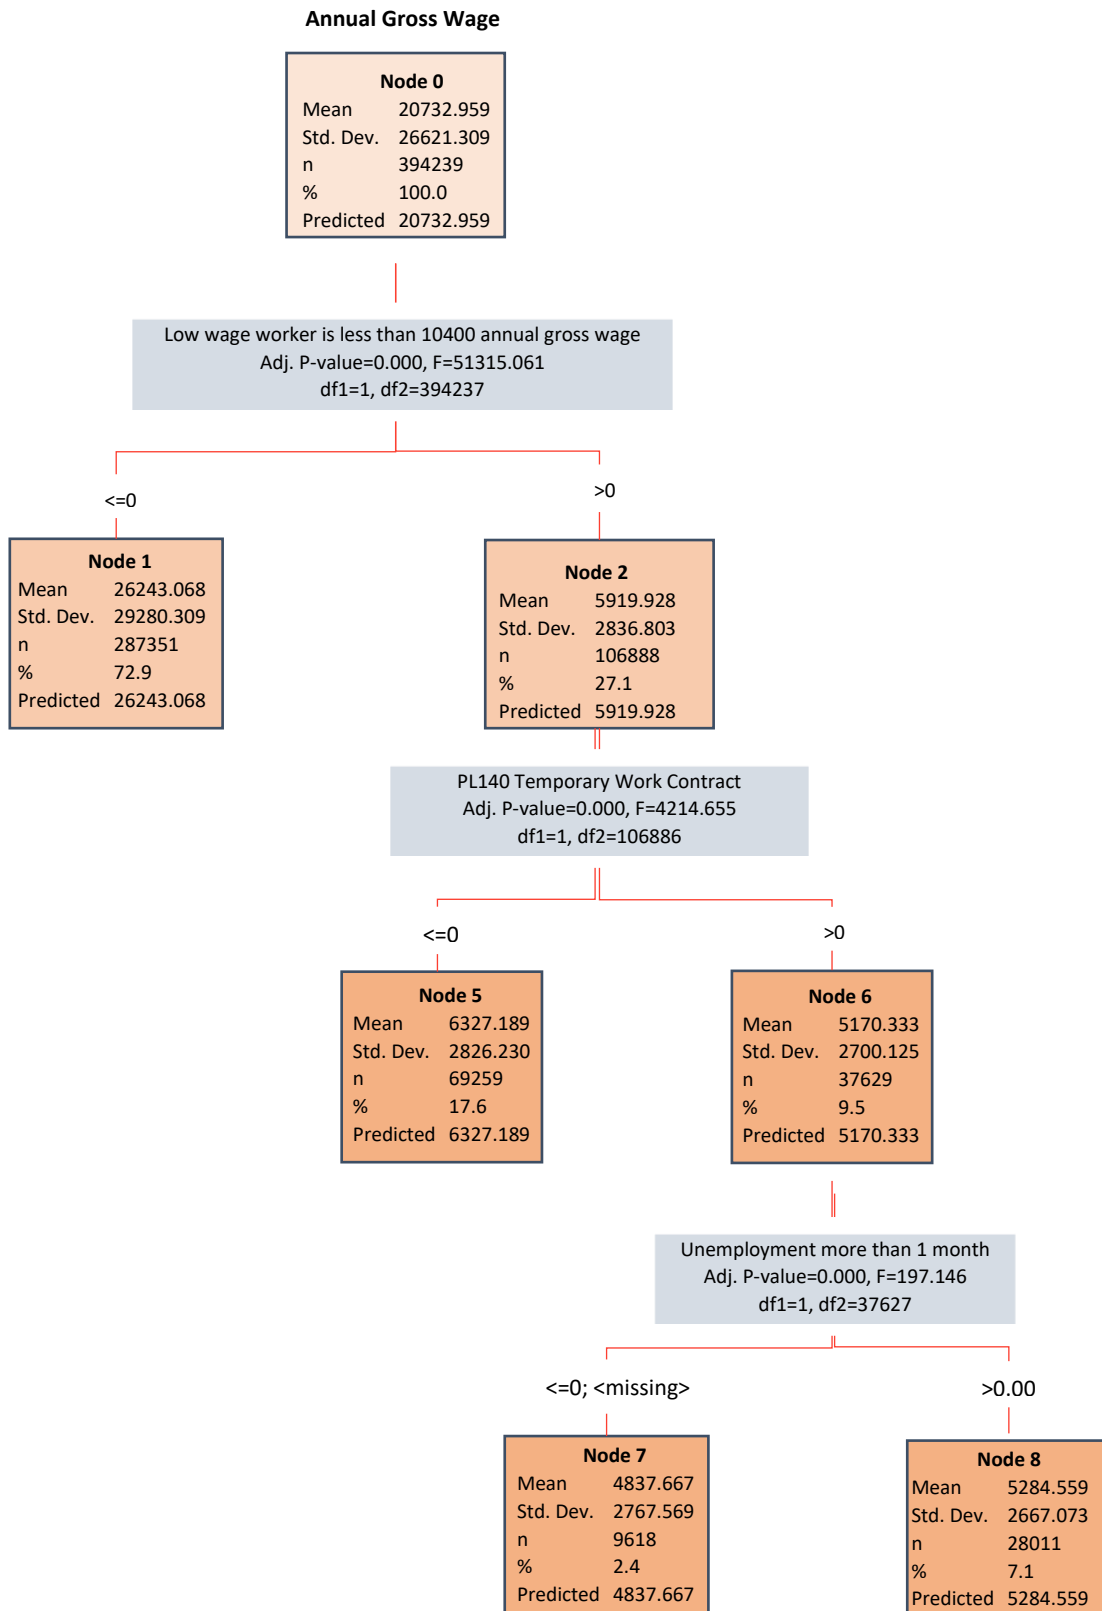 Annual Gross Wage
Node 0
Mean 20732.959
Std. Dev. 26621.309
n 394239
% 100.0
Predicted 20732.959
Low wage worker is less than 10400 annual gross wage
Adj. P-value=0.000, F=51315.061
df1=1, df2=394237
<=0
>0
Node 1
Mean 26243.068
Std. Dev. 29280.309
n 287351
% 72.9
Predicted 26243.068
Node 2
Mean 5919.928
Std. Dev. 2836.803
n 106888
% 27.1
Predicted 5919.928
PL140 Temporary Work Contract
Adj. P-value=0.000, F=4214.655
df1=1, df2=106886
<=0
>0
Node 5
Mean 6327.189
Std. Dev. 2826.230
n 69259
% 17.6
Predicted 6327.189
Node 6
Mean 5170.333
Std. Dev. 2700.125
n 37629
% 9.5
Predicted 5170.333
Unemployment more than 1 month
Adj. P-value=0.000, F=197.146
df1=1, df2=37627
<=0; <missing>
>0.00
Node 7
Mean 4837.667
Std. Dev. 2767.569
n 9618
% 2.4
Predicted 4837.667
Node 8
Mean 5284.559
Std. Dev. 2667.073
n 28011
% 7.1
Predicted 5284.559